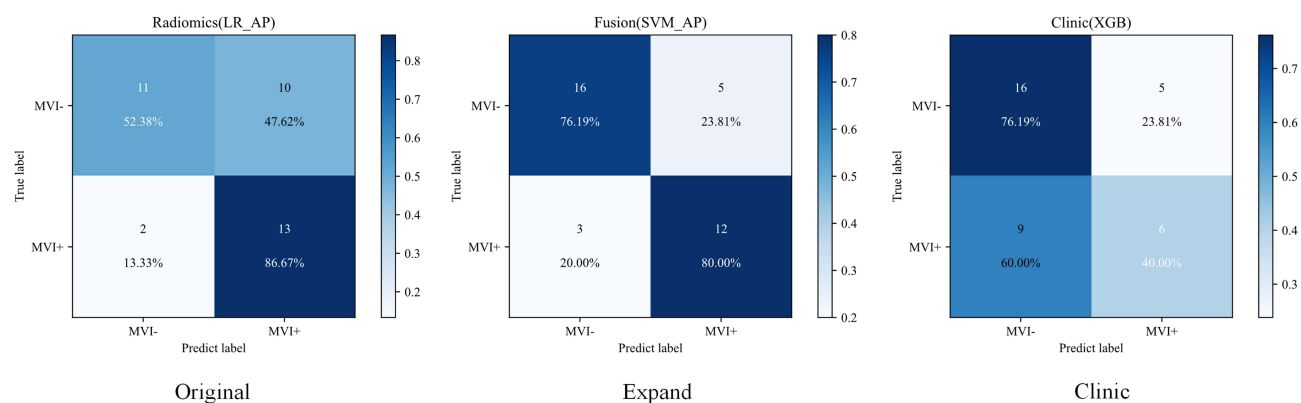 Radiomics(LR_AP)
MVI-
MVI+
True label
11
10
52.38%
47.62%
2
13
13.33%
86.67%
MVI-
MVI+
Predict label
0.8
0.7
0.6
0.5
0.4
0.3
0.2
Original
Fusion(SVM_AP)
MVI-
MVI+
True label
16
5
76.19%
23.81%
3
12
20.00%
80.00%
MVI-
MVI+
Predict label
0.8
0.7
0.6
0.5
0.4
0.3
0.2
Expand
Clinic(XGB)
MVI-
MVI+
True label
16
5
76.19%
23.81%
9
6
60.00%
40.00%
MVI-
MVI+
Predict label
0.7
0.6
0.5
0.4
0.3
Clinic